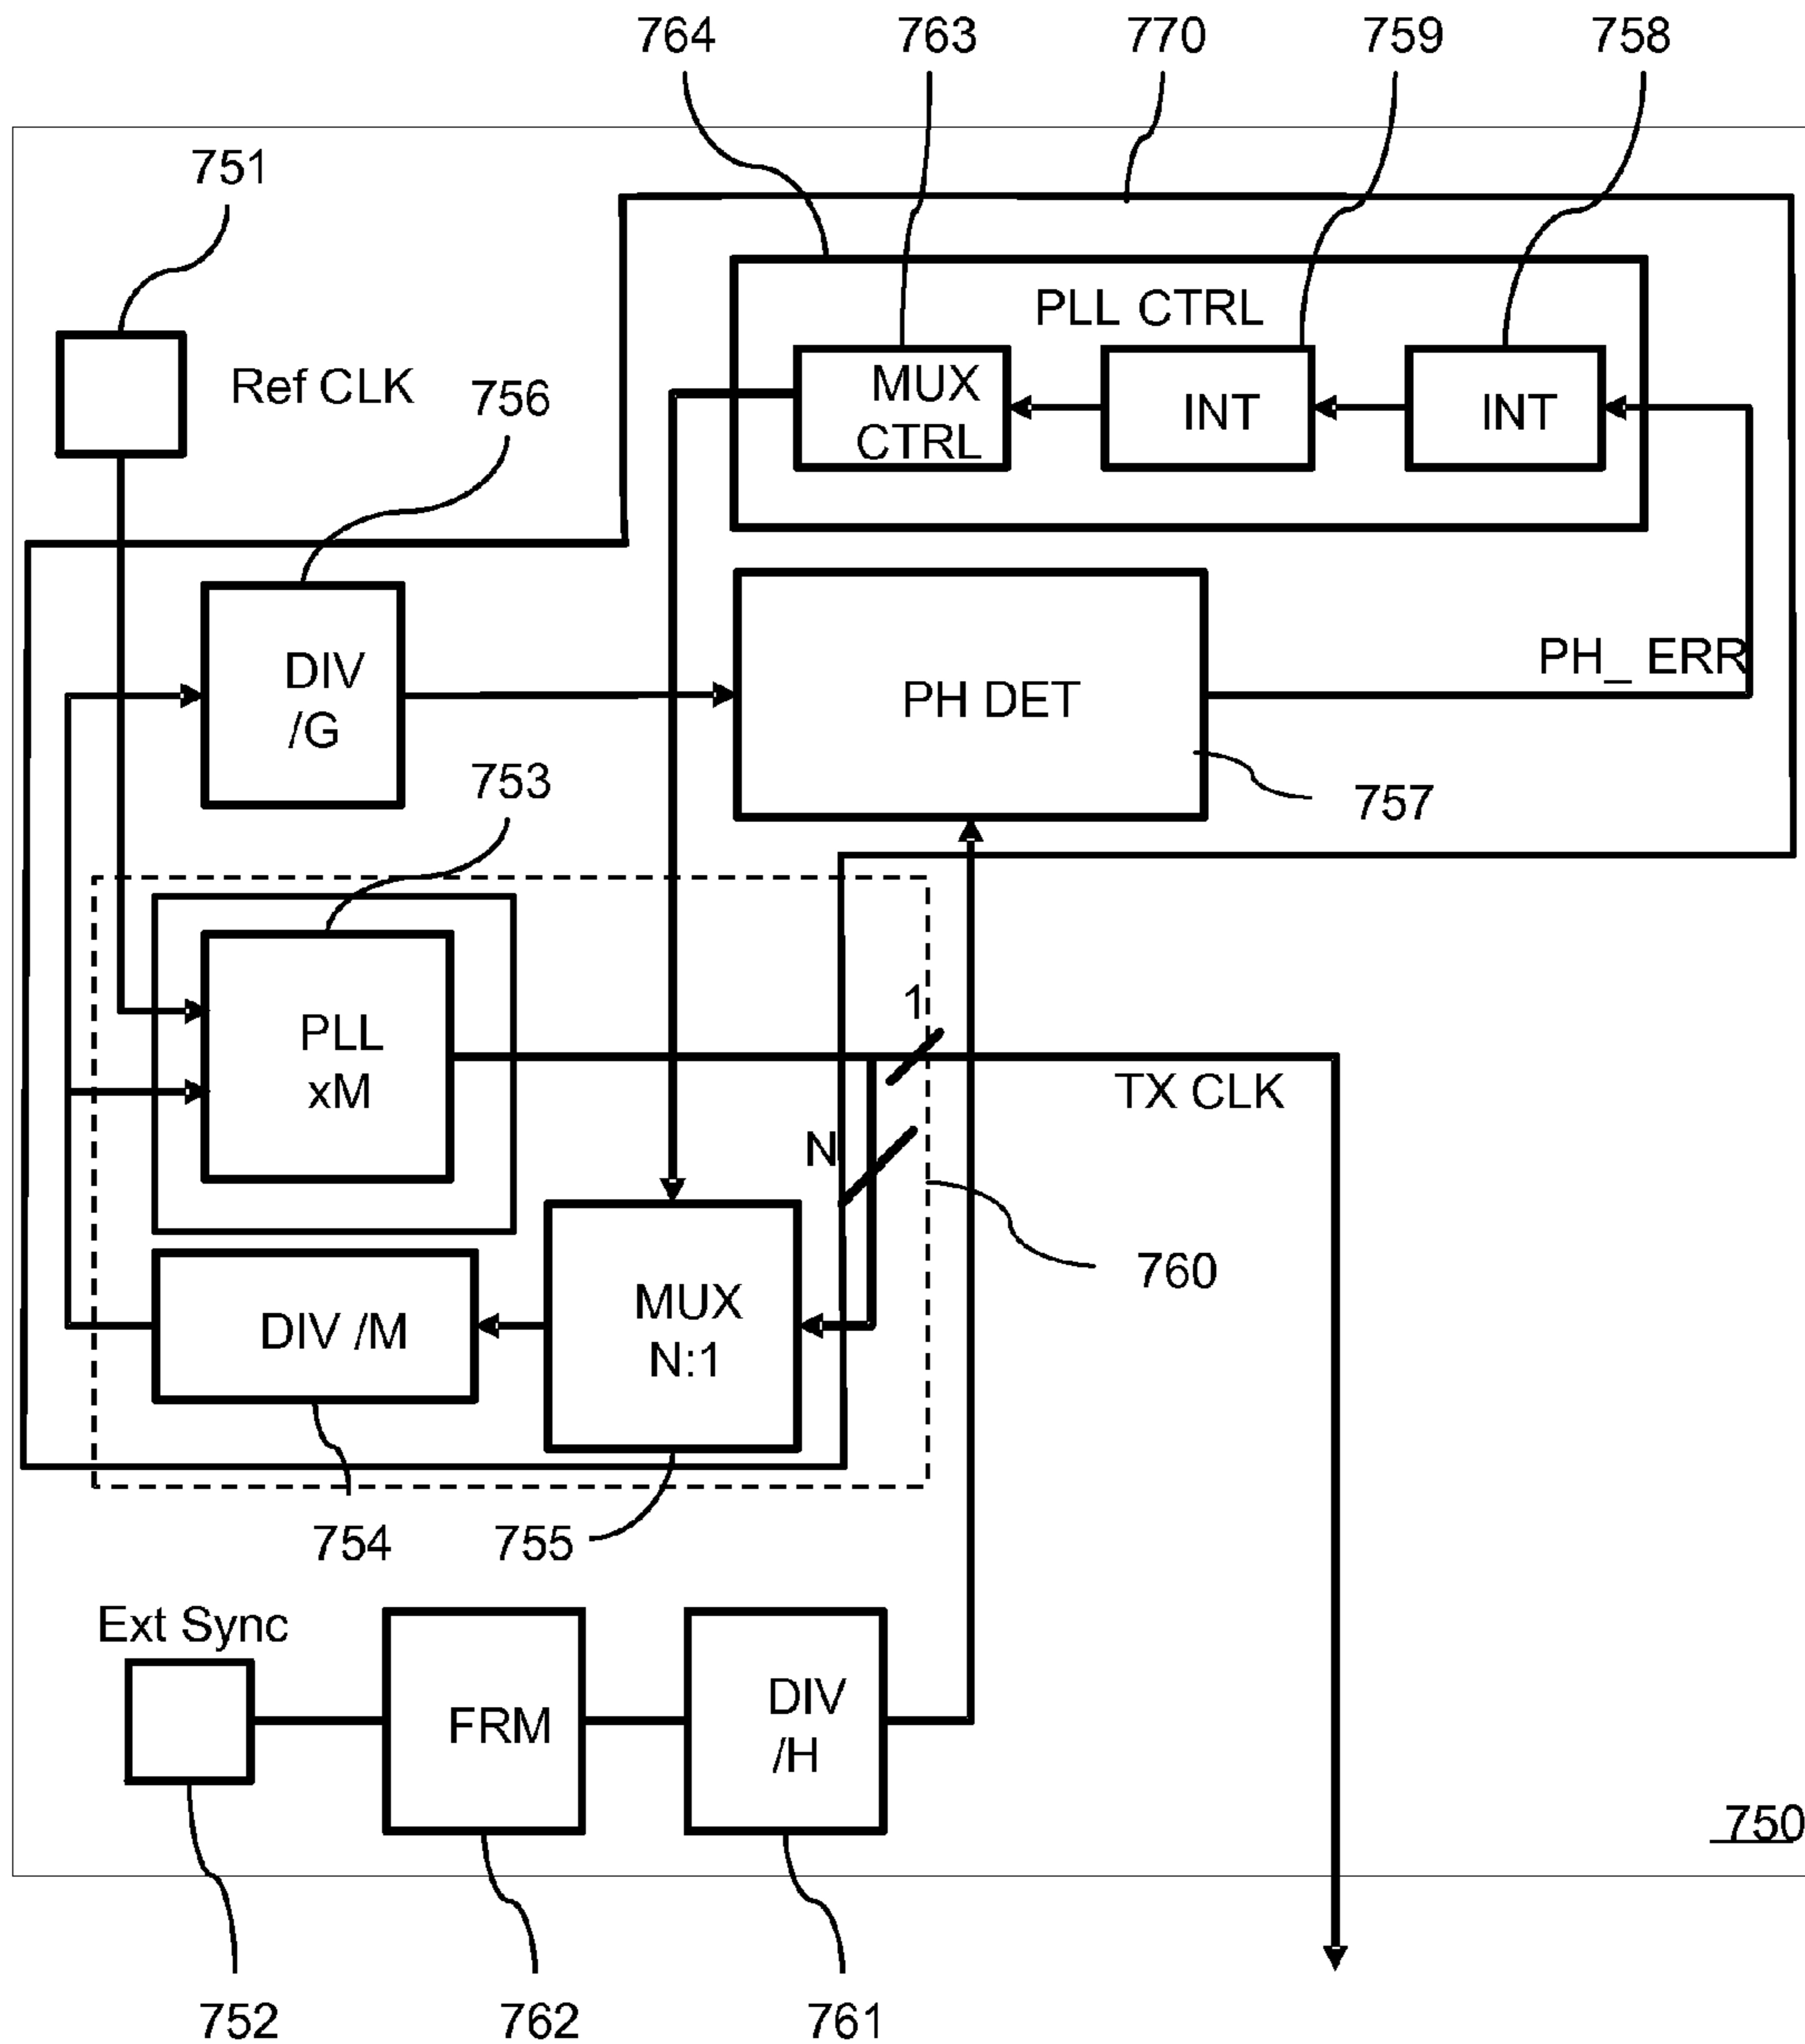 764
763
770
759
758
751
PLL CTRL
Ref CLK
756
MUX
CTRL
INT
INT
DIV
/G
PH DET
PH_ ERR
753
757
1
PLL
xM
TX CLK
N
760
MUX
N:1
DIV /M
754
755
Ext Sync
FRM
DIV
/H
750
752
762
761